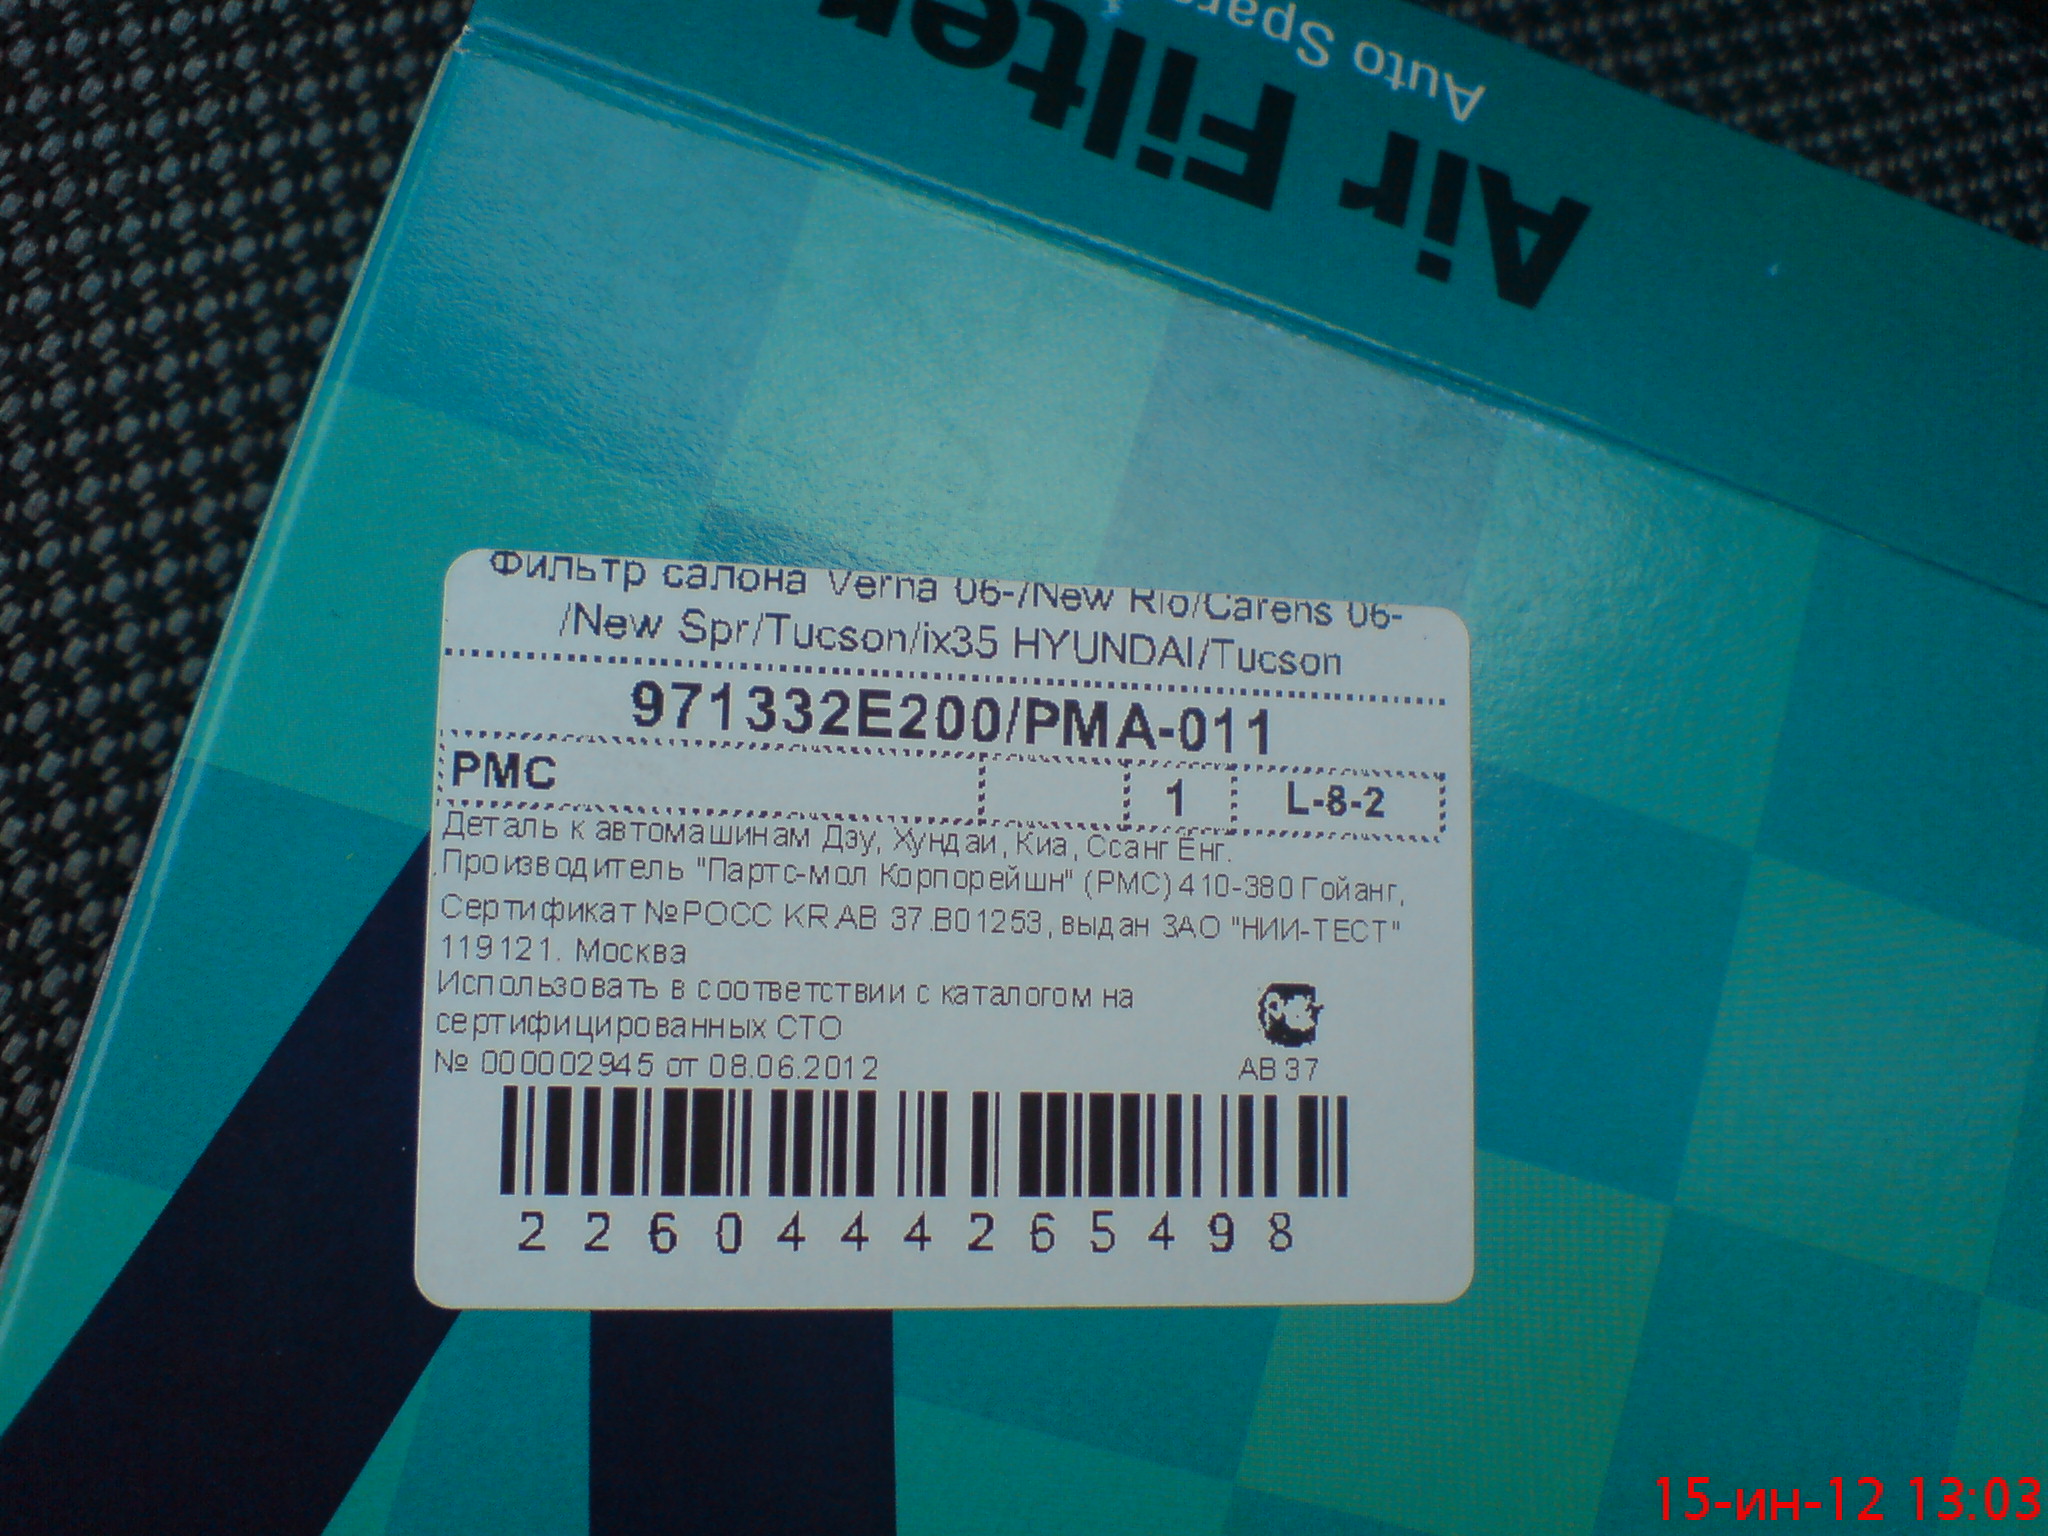 Auto Spare
Air Filter
Фильтр салона Verna 06-/New Rio/Carens 06-
/New Spr/Tucson/ix35 HYUNDAI/Tucson
971332E200/PMA-011
PMC 1 L-8-2
Деталь к автомашинам Дэу, Хундаи, Киа, Ссанг Енг.
Производитель "Партс-мол Корпорейшн" (PMC) 410-380 Гойанг,
Сертификат №РОСС KR.АВ 37.В01253, выдан ЗАО "НИИ-ТЕСТ"
119121. Москва
Использовать в соответствии с каталогом на
сертифицированных СТО
№ 000002945 от 08.06.2012
АВ 37
2260444265498
15-ин-12 13:03